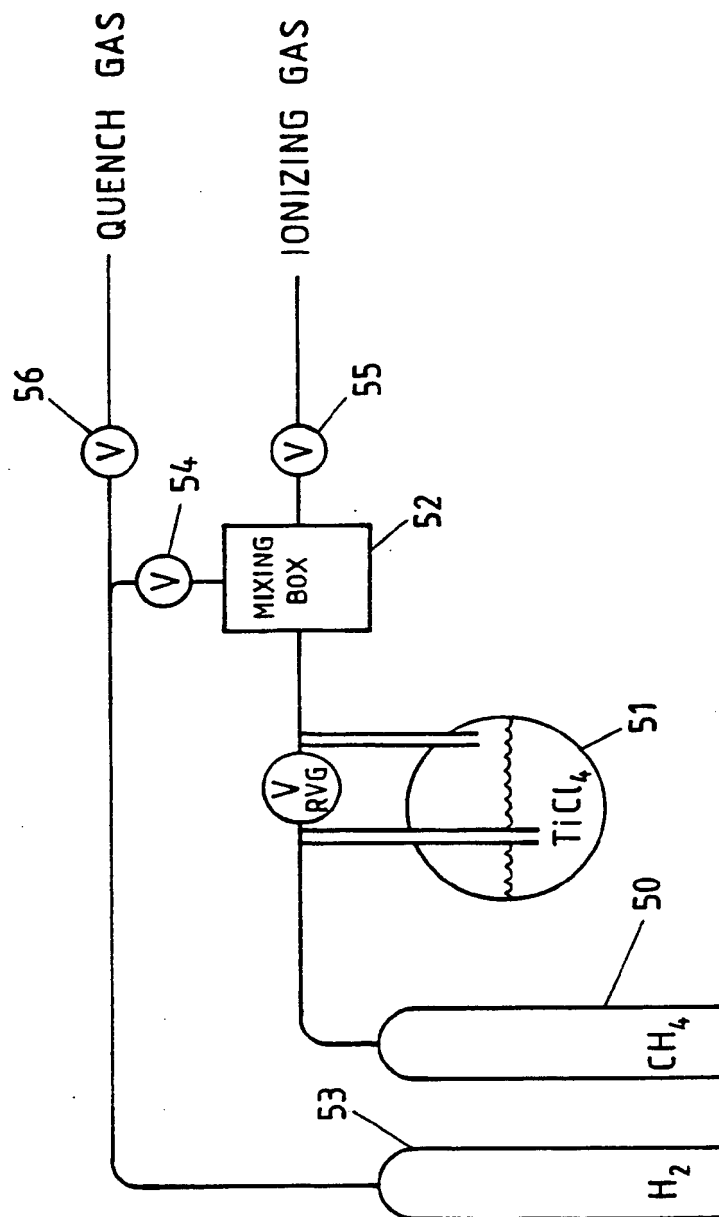 QUENCH GAS
IONIZING GAS
56
V
54
V
55
V
MIXING
BOX
52
V
RVG
51
TiCl4
50
CH4
53
H2